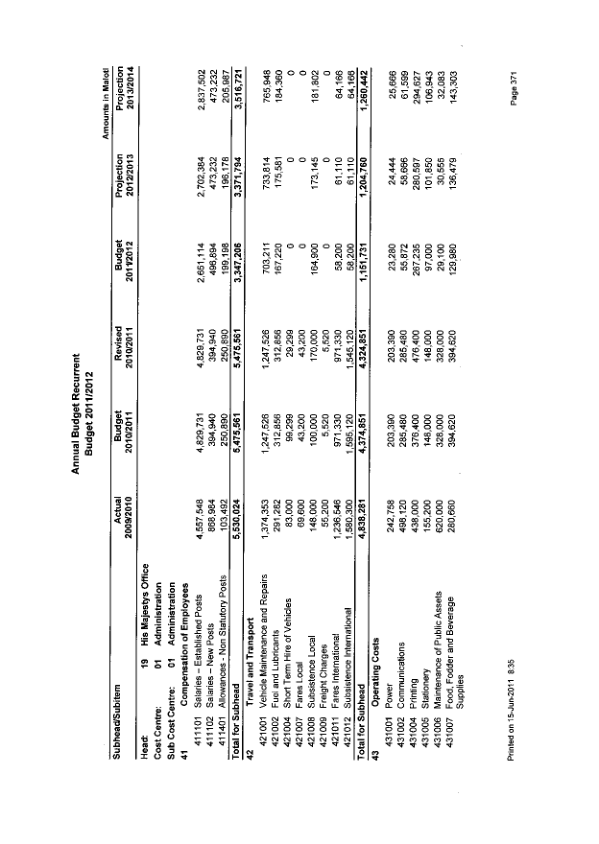 Annual Budget Recurrent
Budget 2011/2012
Amounts in Maloti
Subhead/Subitem Actual 2009/2010 Budget 2010/2011 Revised 2010/2011 Budget 2011/2012 Projection 2012/2013 Projection 2013/2014
Head: 19 His Majestys Office
Cost Centre: 01 Administration
Sub Cost Centre: 01 Administration
41 Compensation of Employees
411101 Salaries – Established Posts 4,557,548 4,829,731 4,829,731 2,651,114 2,702,384 2,837,502
411102 Salaries – New Posts 868,984 394,940 394,940 496,894 473,232 473,232
411401 Allowances - Non Statutory Posts 103,492 250,890 250,890 199,198 196,178 205,987
Total for Subhead 5,530,024 5,475,561 5,475,561 3,347,206 3,371,794 3,516,721
42 Travel and Transport
421001 Vehicle Maintenance and Repairs 1,374,353 1,247,526 1,247,526 703,211 733,814 765,948
421002 Fuel and Lubricants 291,282 312,856 312,856 167,220 175,581 184,360
421004 Short Term Hire of Vehicles 83,000 99,299 29,299 0 0 0
421007 Fares Local 69,600 43,200 43,200 0 0 0
421008 Subsistence Local 148,000 100,000 170,000 164,900 173,145 181,802
421009 Freight Charges 55,200 5,520 5,520 0 0 0
421011 Fares International 1,236,546 971,330 971,330 58,200 61,110 64,166
421012 Subsistence International 1,580,300 1,595,120 1,545,120 58,200 61,110 64,166
Total for Subhead 4,838,281 4,374,851 4,324,851 1,151,731 1,204,760 1,260,442
43 Operating Costs
431001 Power 242,758 203,390 203,390 23,280 24,444 25,666
431002 Communications 498,120 285,480 285,480 55,872 58,666 61,599
431004 Printing 438,000 376,400 476,400 267,235 280,597 294,627
431005 Stationery 155,200 148,000 148,000 97,000 101,850 106,943
431006 Maintenance of Public Assets 620,000 328,000 328,000 29,100 30,555 32,083
431007 Food, Fodder and Beverage 280,660 394,620 394,620 129,980 136,479 143,303
Supplies
Printed on 15-Jun-2011 8:35 Page 371